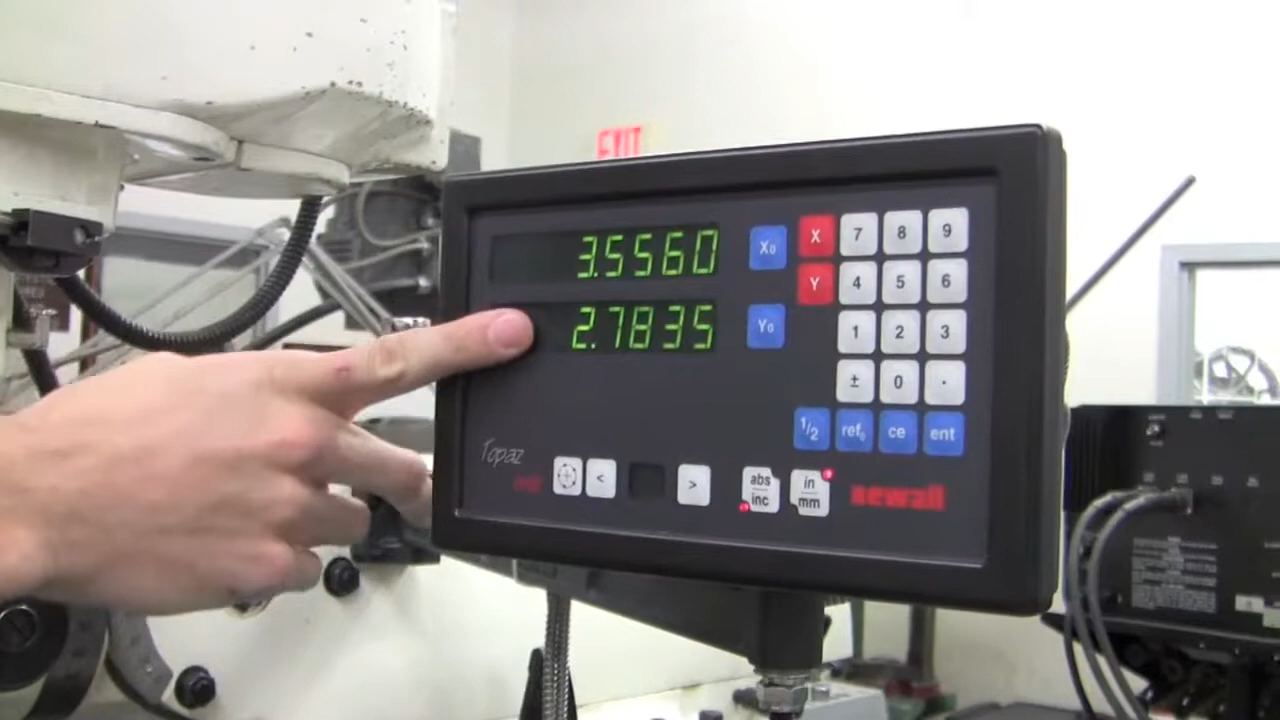 EXIT
3.5560
X0
X
7
8
9
Y
4
5
6
2.7835
Y0
1
2
3
±
0
.
1/2
ref0
ce
ent
Topaz
<
>
abs
inc
in
mm
newall